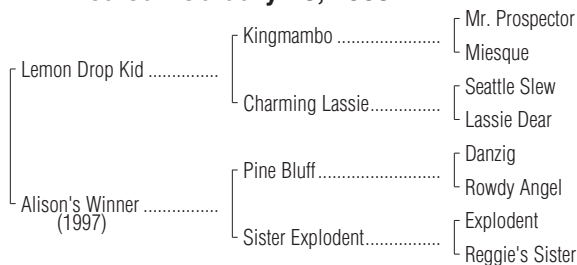 Mr. Prospector
Kingmambo ..................
Miesque
Lemon Drop Kid ...............
Seattle Slew
Charming Lassie...............
Lassie Dear
Danzig
Pine Bluff.......................
Rowdy Angel
Alison's Winner ................
(1997)
Explodent
Sister Explodent................
Reggie's Sister